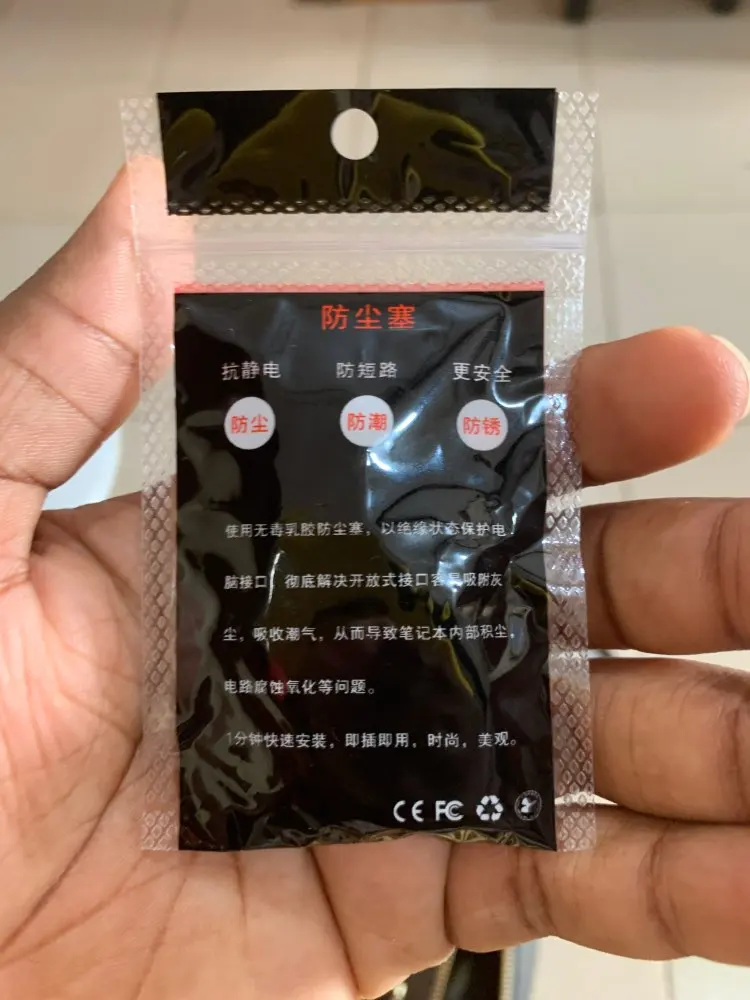 防尘塞
抗静电 防短路 更安全
防尘 防潮 防锈
使用无毒乳胶防尘塞，以绝缘状态保护电
脑接口，彻底解决开放式接口容易吸附灰
尘，吸收潮气，从而导致笔记本内部积尘，
电路腐蚀氧化等问题。
1分钟快速安装，即插即用，时尚，美观。
CE FC